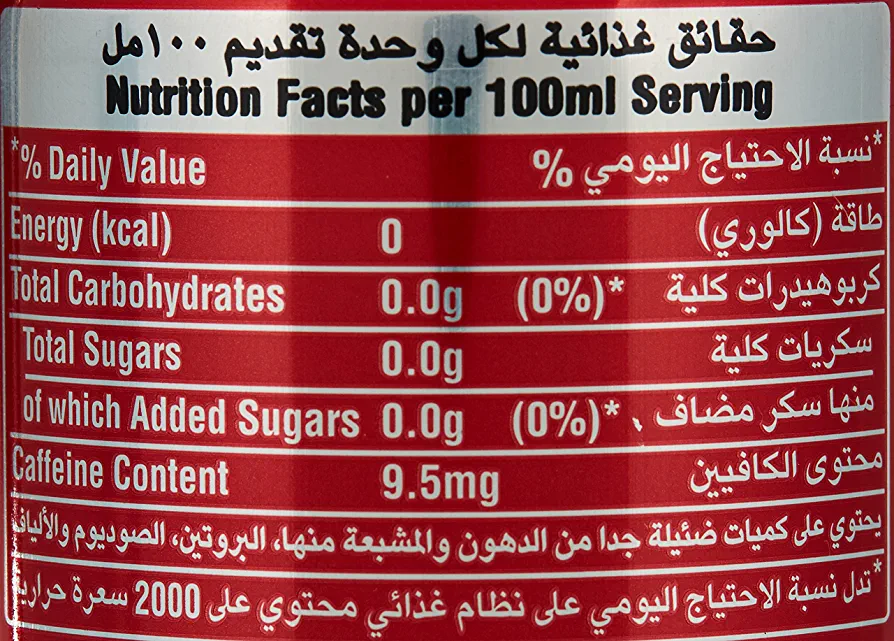 حقائق غذائية لكل وحدة تقديم ١٠٠مل
Nutrition Facts per 100ml Serving
*% Daily Value *نسبة الاحتياج اليومي %
Energy (kcal) 0 طاقة (كالوري)
Total Carbohydrates 0.0g (0%)* كربوهيدرات كلية
Total Sugars 0.0g سكريات كلية
of which Added Sugars 0.0g (0%)* منها سكر مضاف،
Caffeine Content 9.5mg محتوى الكافيين
يحتوي على كميات ضئيلة جدا من الدهون والمشبعة منها، البروتين، الصوديوم والألياف
*تدل نسبة الاحتياج اليومي على نظام غذائي محتوي على 2000 سعرة